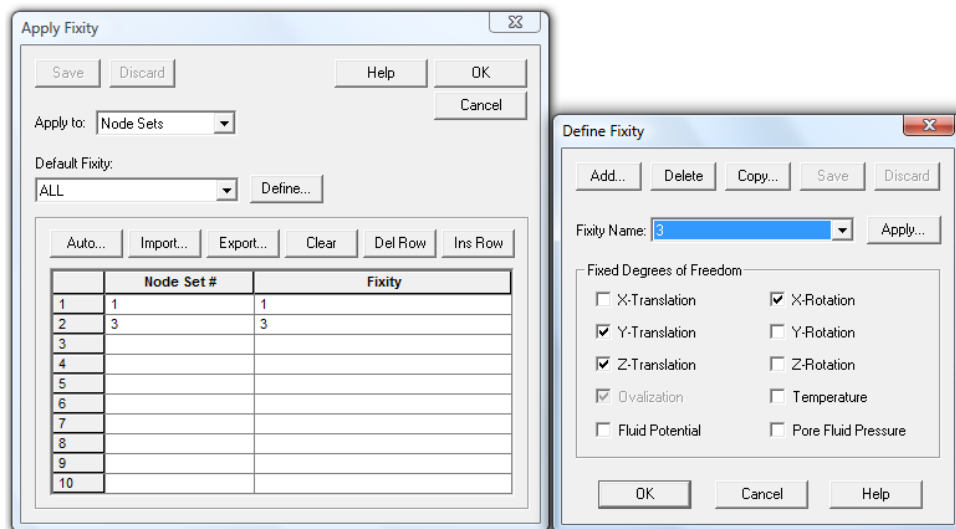 Apply Fixity
Save Discard Help OK
Cancel
Apply to: Node Sets
Default Fixity:
ALL Define...
Auto... Import... Export... Clear Del Row Ins Row
Node Set # Fixity
1 1 1
2 3 3
3
4
5
6
7
8
9
10
Define Fixity
Add... Delete Copy... Save Discard
Fixity Name: 3 Apply...
Fixed Degrees of Freedom
X-Translation X-Rotation
Y-Translation Y-Rotation
Z-Translation Z-Rotation
Ovalization Temperature
Fluid Potential Pore Fluid Pressure
OK Cancel Help